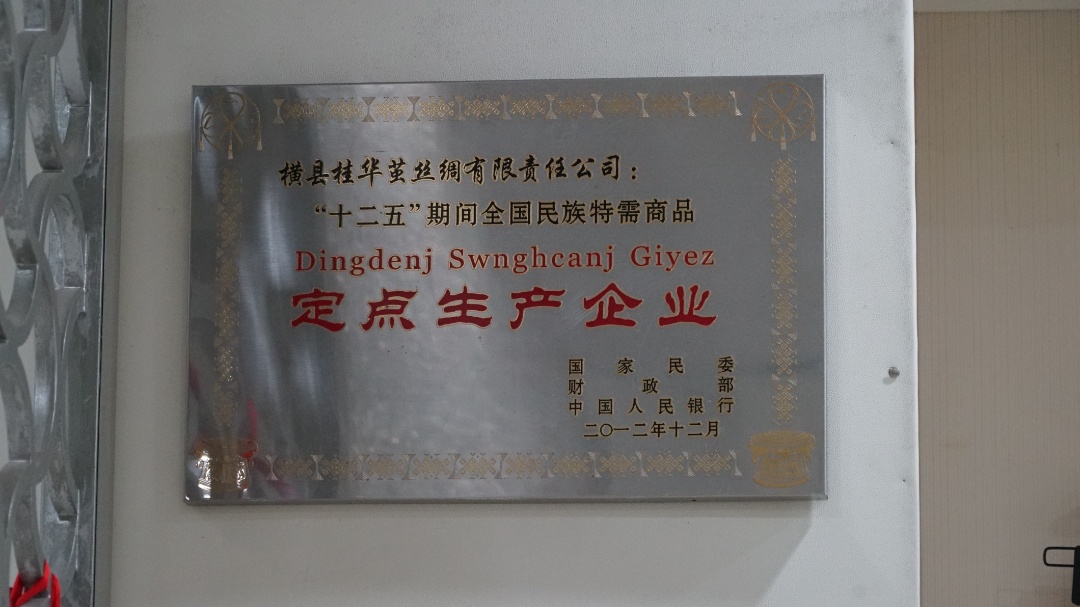 横县桂华茧丝绸有限责任公司：
“十二五”期间全国民族特需商品
Dingdenj Swnghcanj Giyez
定点生产企业
国家民委
财政部
中国人民银行
二〇一二年十二月